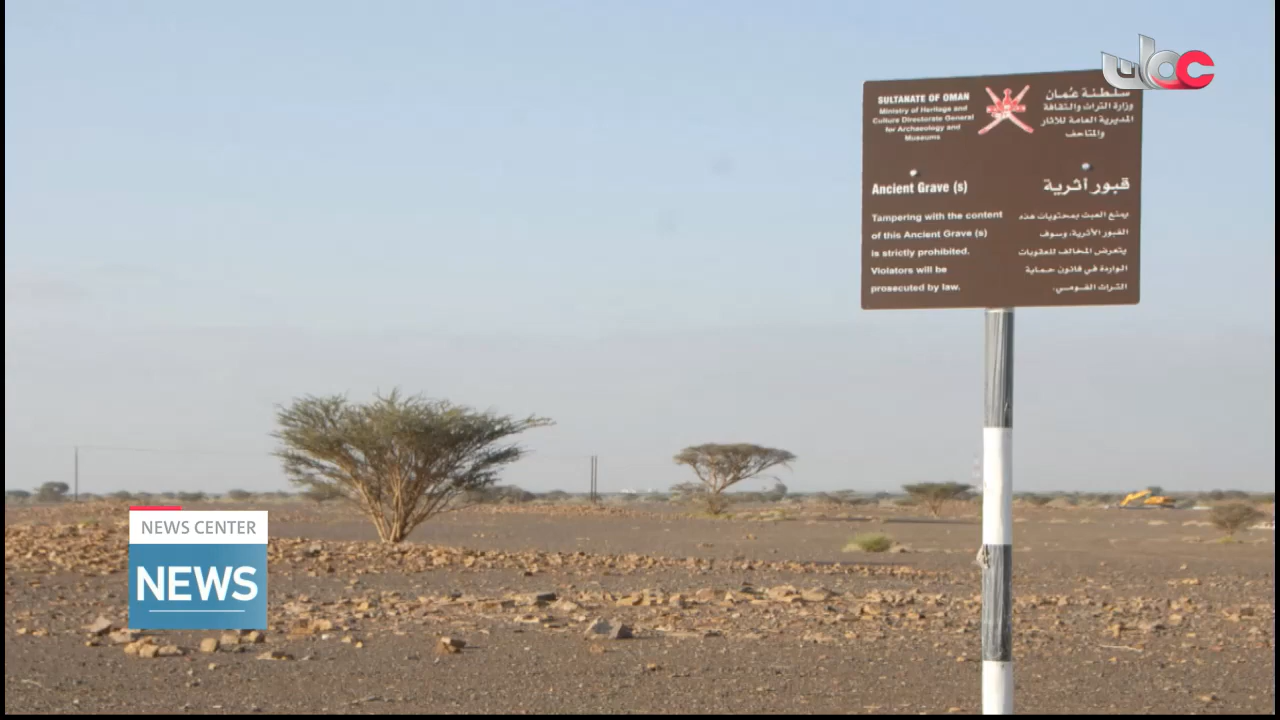 SULTANATE OF OMAN
Ministry of Heritage and
Culture Directorate General
for Archaeology and
Museums
سلطنة عُمان
وزارة التراث والثقافة
المديرية العامة للآثار
والمتاحف
Ancient Grave (s)
Tampering with the content
of this Ancient Grave (s)
is strictly prohibited.
Violators will be
prosecuted by law.
قبور أثرية
يمنع العبث بمحتويات هذه
القبور الأثرية، وسوف
يتعرض المخالف للعقوبات
الواردة في قانون حماية
التراث القومي.
NEWS CENTER
NEWS